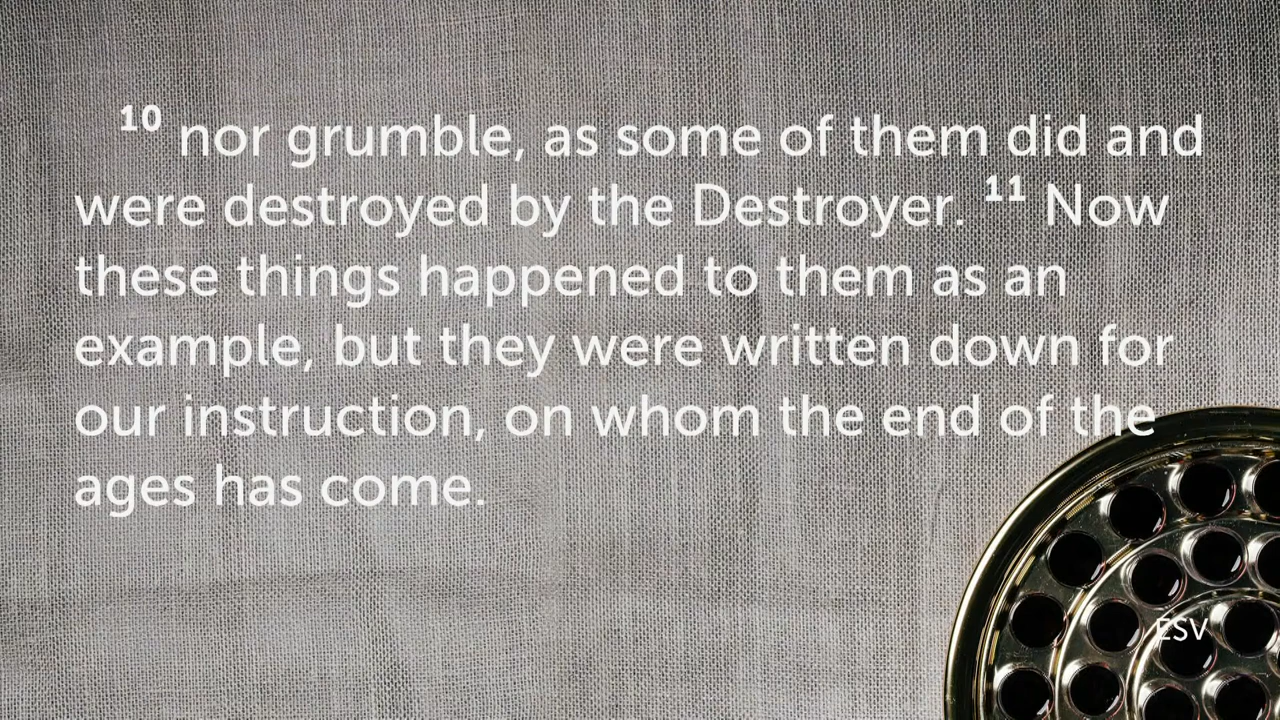 10 nor grumble, as some of them did and
were destroyed by the Destroyer. 11 Now
these things happened to them as an
example, but they were written down for
our instruction, on whom the end of the
ages has come.
ESV